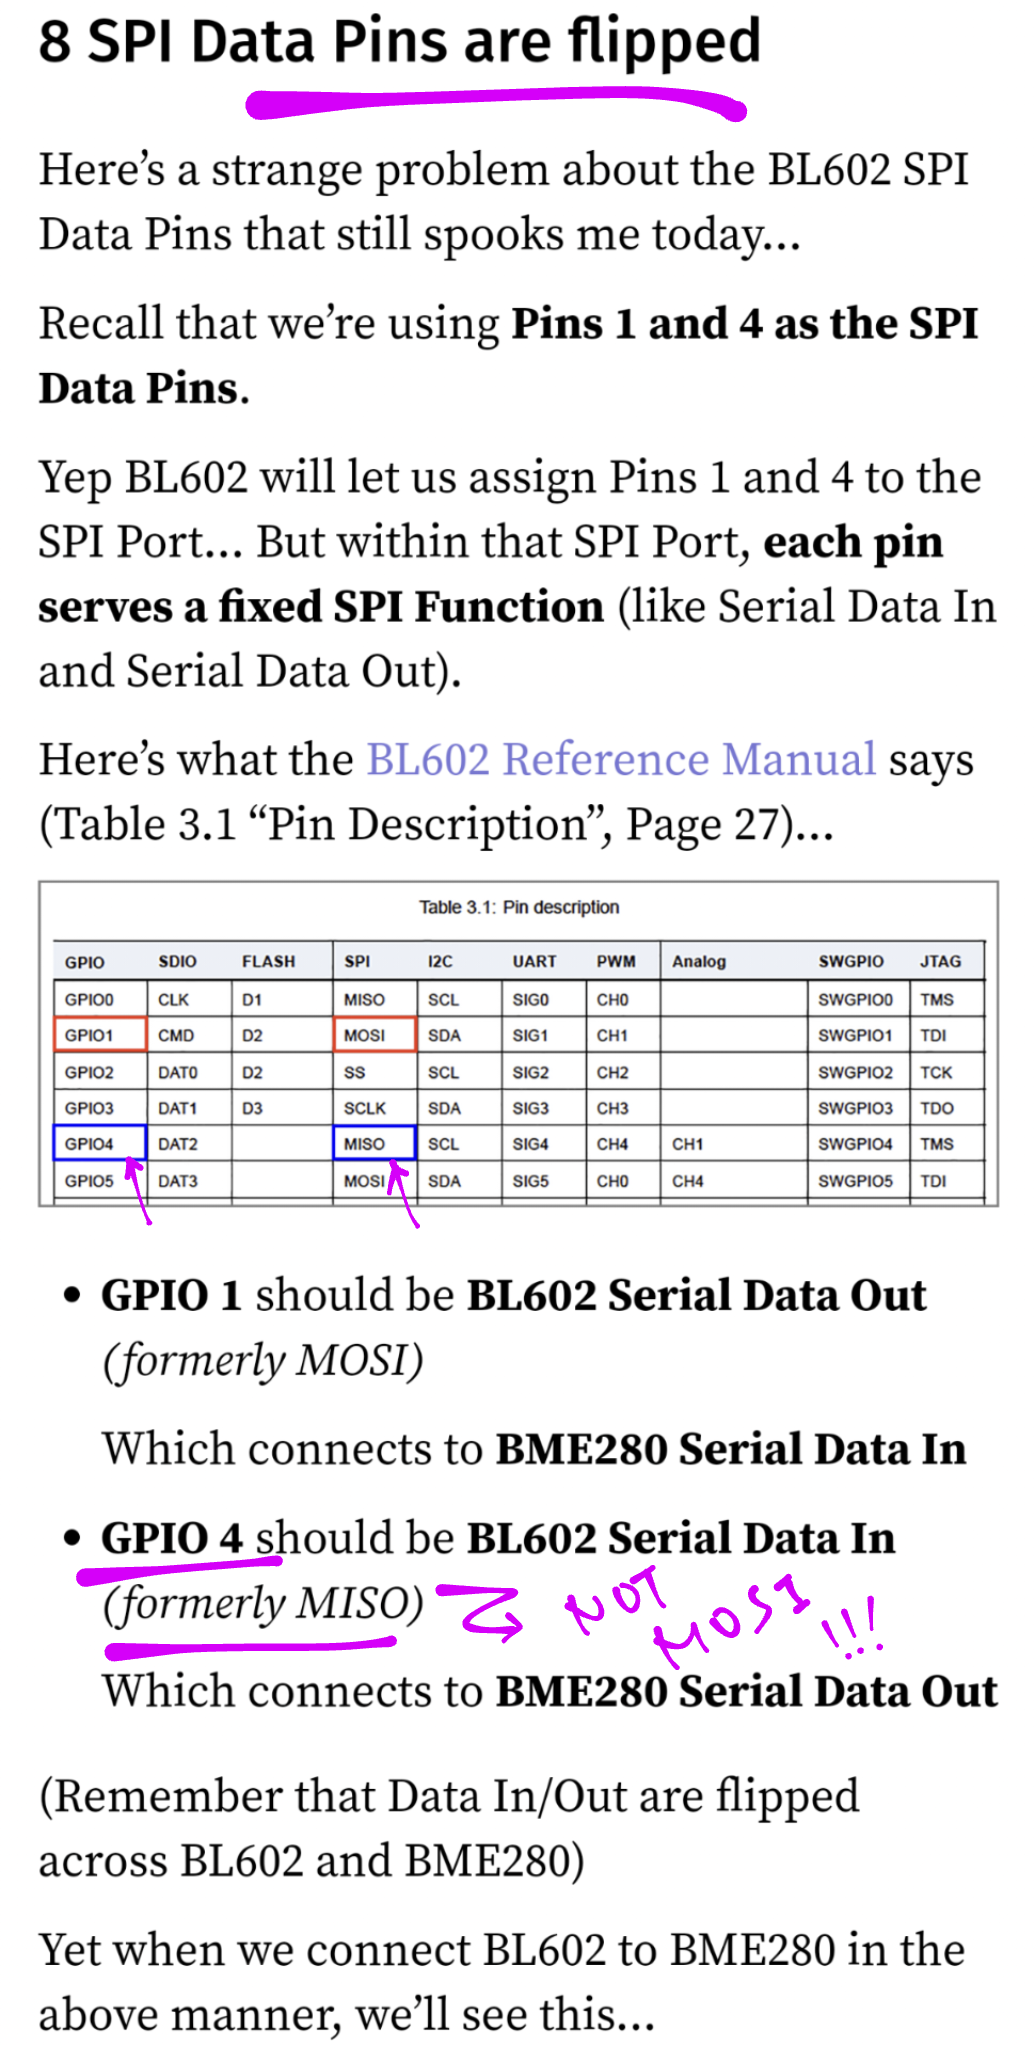 8 SPI Data Pins are flipped
Here’s a strange problem about the BL602 SPI
Data Pins that still spooks me today…
Recall that we’re using Pins 1 and 4 as the SPI
Data Pins.
Yep BL602 will let us assign Pins 1 and 4 to the
SPI Port… But within that SPI Port, each pin
serves a fixed SPI Function (like Serial Data In
and Serial Data Out).
Here’s what the BL602 Reference Manual says
(Table 3.1 “Pin Description”, Page 27)…
Table 3.1: Pin description
GPIO SDIO FLASH SPI I2C UART PWM Analog SWGPIO JTAG
GPIO0 CLK D1 MISO SCL SIG0 CH0 SWGPIO0 TMS
GPIO1 CMD D2 MOSI SDA SIG1 CH1 SWGPIO1 TDI
GPIO2 DAT0 D2 SS SCL SIG2 CH2 SWGPIO2 TCK
GPIO3 DAT1 D3 SCLK SDA SIG3 CH3 SWGPIO3 TDO
GPIO4 DAT2 MISO SCL SIG4 CH4 CH1 SWGPIO4 TMS
GPIO5 DAT3 MOSI SDA SIG5 CH0 CH4 SWGPIO5 TDI
• GPIO 1 should be BL602 Serial Data Out
(formerly MOSI)
Which connects to BME280 Serial Data In
• GPIO 4 should be BL602 Serial Data In
(formerly MISO) NOT MOSI !!!
Which connects to BME280 Serial Data Out
(Remember that Data In/Out are flipped
across BL602 and BME280)
Yet when we connect BL602 to BME280 in the
above manner, we’ll see this…